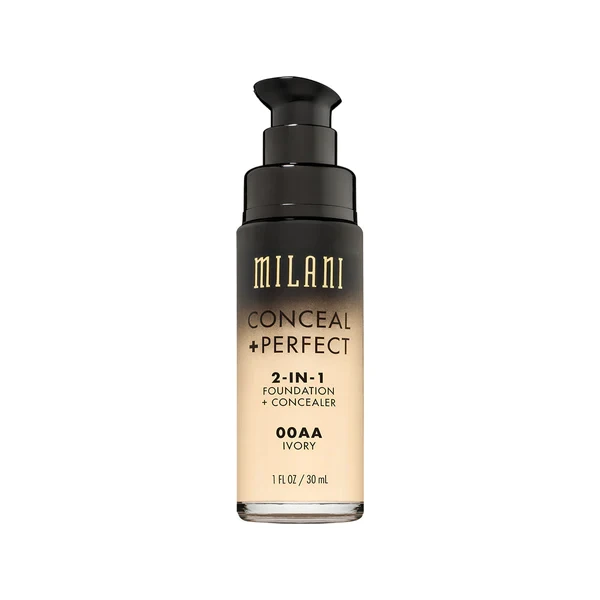 MILANI
CONCEAL
+PERFECT
2-IN-1
FOUNDATION
+ CONCEALER
00AA
IVORY
1 FL OZ / 30 mL